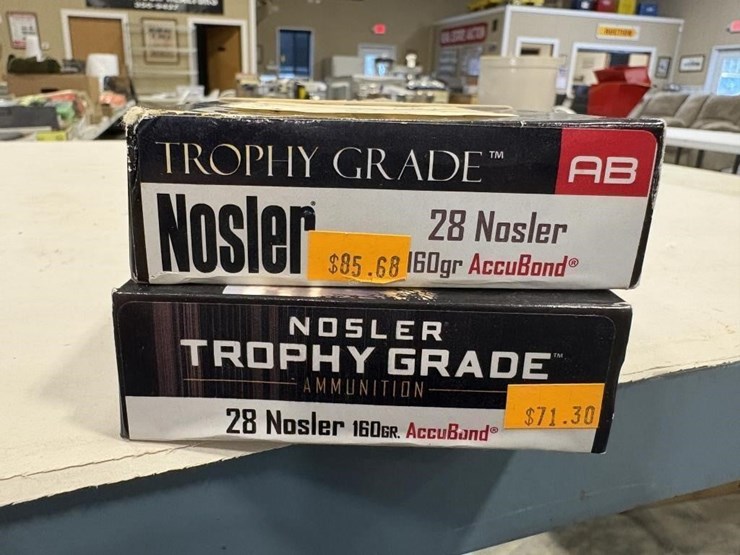 TROPHY GRADE™
AB
Nosler
28 Nosler
$85.68
160gr AccuBond®
NOSLER
TROPHY GRADE™
AMMUNITION
28 Nosler 160GR. AccuBond®
$71.30